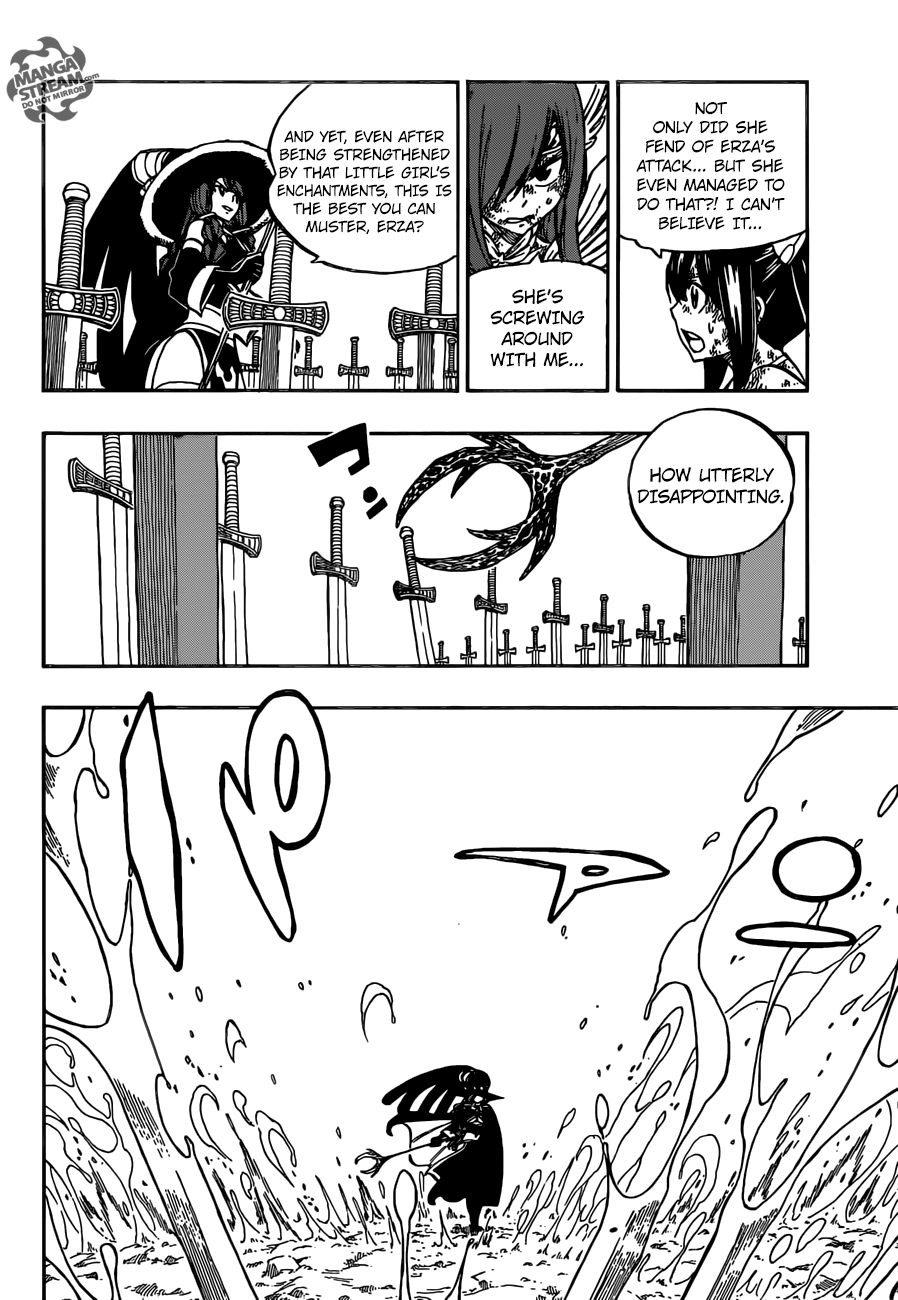 MANGA
STREAM.com
DO NOT MIRROR
NOT
ONLY DID SHE
FEND OF ERZA'S
ATTACK... BUT SHE
EVEN MANAGED TO
DO THAT?! I CAN'T
BELIEVE IT...
SHE'S
SCREWING
AROUND
WITH ME...
AND YET, EVEN AFTER
BEING STRENGTHENED
BY THAT LITTLE GIRL'S
ENCHANTMENTS, THIS IS
THE BEST YOU CAN
MUSTER, ERZA?
HOW UTTERLY
DISAPPOINTING.